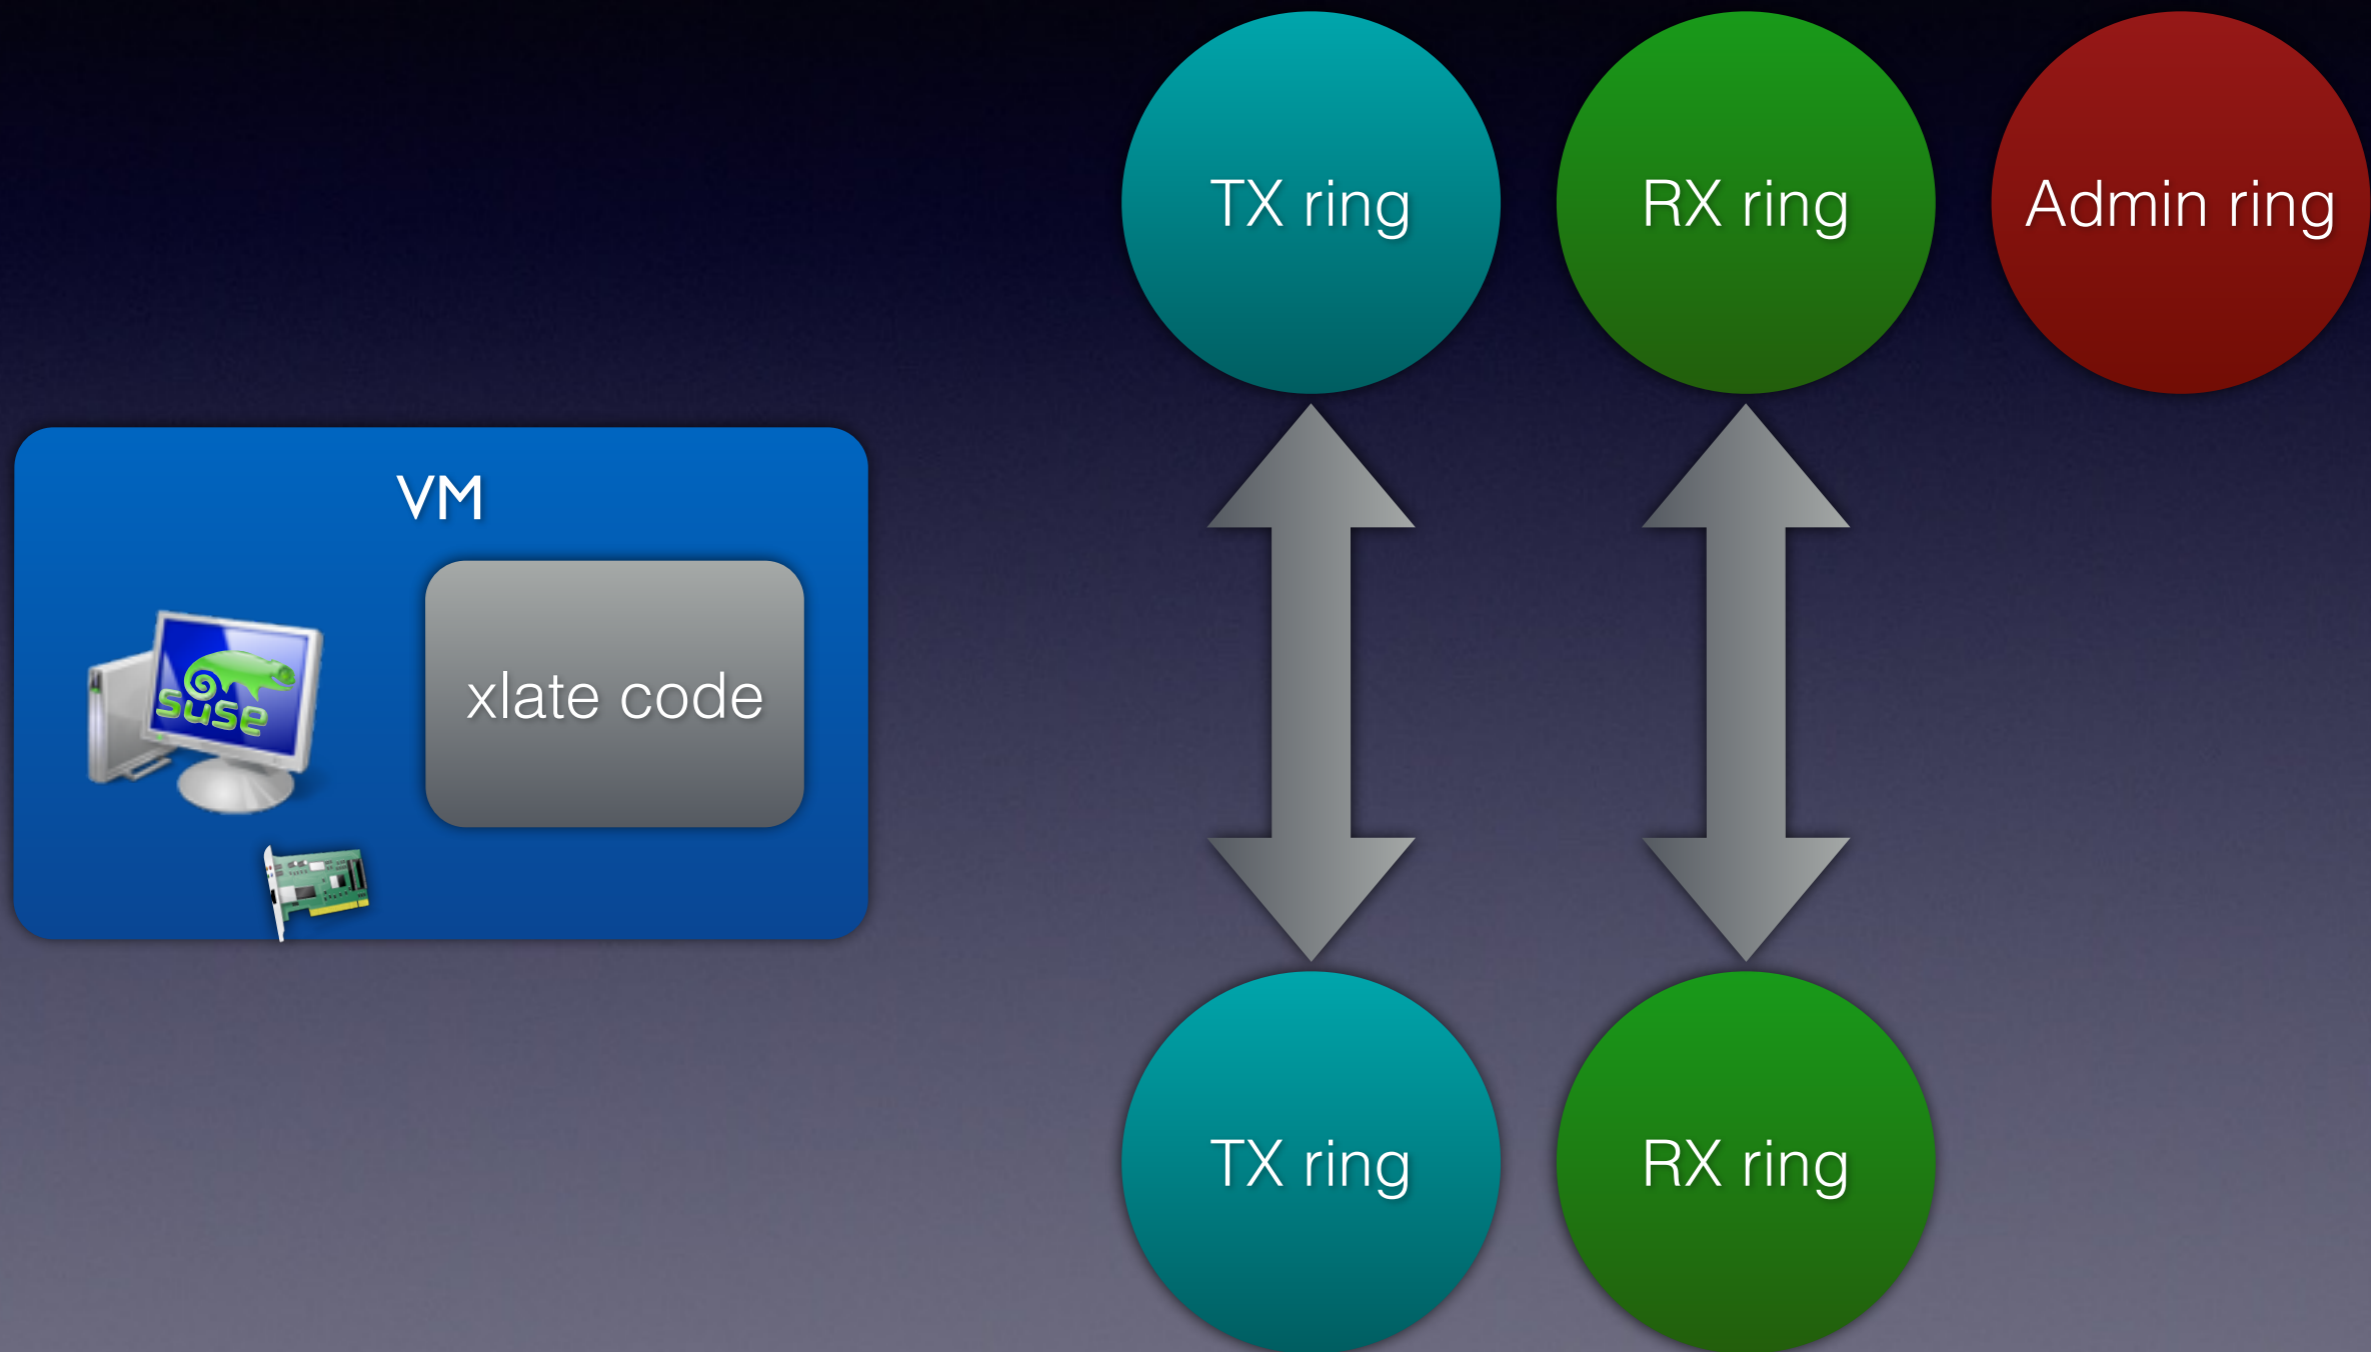 TX ring
RX ring
Admin ring
VM
suse
xlate code
TX ring
RX ring